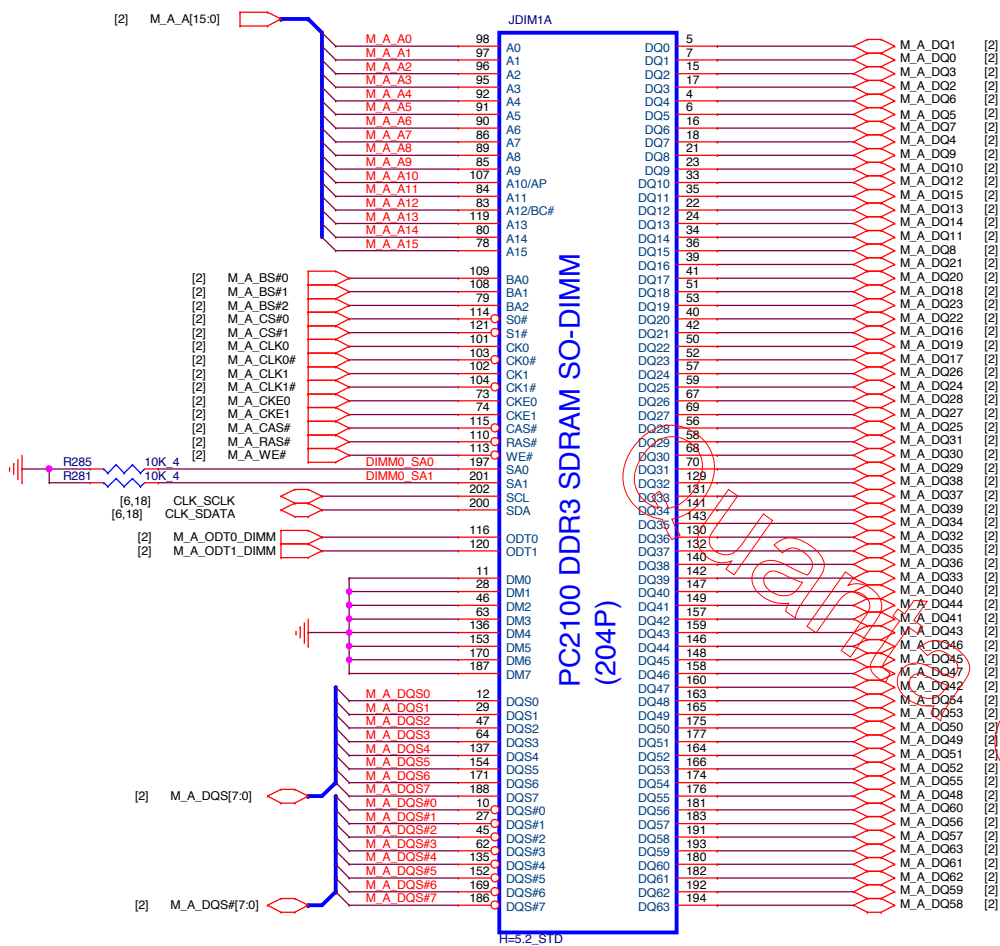 JDIM1A
[2] M_A_A[15:0]
M_A_A0 98 A0
M_A_A1 97 A1
M_A_A2 96 A2
M_A_A3 95 A3
M_A_A4 92 A4
M_A_A5 91 A5
M_A_A6 90 A6
M_A_A7 86 A7
M_A_A8 89 A8
M_A_A9 85 A9
M_A_A10 107 A10/AP
M_A_A11 84 A11
M_A_A12 83 A12/BC#
M_A_A13 119 A13
M_A_A14 80 A14
M_A_A15 78 A15
[2] M_A_BS#0 109 BA0
[2] M_A_BS#1 108 BA1
[2] M_A_BS#2 79 BA2
[2] M_A_CS#0 114 S0#
[2] M_A_CS#1 121 S1#
[2] M_A_CLK0 101 CK0
[2] M_A_CLK0# 103 CK0#
[2] M_A_CLK1 102 CK1
[2] M_A_CLK1# 104 CK1#
[2] M_A_CKE0 73 CKE0
[2] M_A_CKE1 74 CKE1
[2] M_A_CAS# 115 CAS#
[2] M_A_RAS# 110 RAS#
[2] M_A_WE# 113 WE#
R285 10K_4 DIMM0_SA0 197 SA0
R281 10K_4 DIMM0_SA1 201 SA1
[6,18] CLK_SCLK 202 SCL
[6,18] CLK_SDATA 200 SDA
[2] M_A_ODT0_DIMM 116 ODT0
[2] M_A_ODT1_DIMM 120 ODT1
11 DM0
28 DM1
46 DM2
63 DM3
136 DM4
153 DM5
170 DM6
187 DM7
M_A_DQS0 12 DQS0
M_A_DQS1 29 DQS1
M_A_DQS2 47 DQS2
M_A_DQS3 64 DQS3
M_A_DQS4 137 DQS4
M_A_DQS5 154 DQS5
M_A_DQS6 171 DQS6
M_A_DQS7 188 DQS7
[2] M_A_DQS[7:0]
M_A_DQS#0 10 DQS#0
M_A_DQS#1 27 DQS#1
M_A_DQS#2 45 DQS#2
M_A_DQS#3 62 DQS#3
M_A_DQS#4 135 DQS#4
M_A_DQS#5 152 DQS#5
M_A_DQS#6 169 DQS#6
M_A_DQS#7 186 DQS#7
[2] M_A_DQS#[7:0]
PC2100 DDR3 SDRAM SO-DIMM
(204P)
DQ0 5 M_A_DQ1 [2]
DQ1 7 M_A_DQ0 [2]
DQ2 15 M_A_DQ3 [2]
DQ3 17 M_A_DQ2 [2]
DQ4 4 M_A_DQ6 [2]
DQ5 6 M_A_DQ5 [2]
DQ6 16 M_A_DQ7 [2]
DQ7 18 M_A_DQ4 [2]
DQ8 21 M_A_DQ9 [2]
DQ9 23 M_A_DQ10 [2]
DQ10 33 M_A_DQ12 [2]
DQ11 35 M_A_DQ15 [2]
DQ12 22 M_A_DQ13 [2]
DQ13 24 M_A_DQ14 [2]
DQ14 34 M_A_DQ11 [2]
DQ15 36 M_A_DQ8 [2]
DQ16 39 M_A_DQ21 [2]
DQ17 41 M_A_DQ20 [2]
DQ18 51 M_A_DQ18 [2]
DQ19 53 M_A_DQ23 [2]
DQ20 40 M_A_DQ22 [2]
DQ21 42 M_A_DQ16 [2]
DQ22 50 M_A_DQ19 [2]
DQ23 52 M_A_DQ17 [2]
DQ24 57 M_A_DQ26 [2]
DQ25 59 M_A_DQ24 [2]
DQ26 67 M_A_DQ28 [2]
DQ27 69 M_A_DQ27 [2]
DQ28 56 M_A_DQ25 [2]
DQ29 58 M_A_DQ31 [2]
DQ30 68 M_A_DQ30 [2]
DQ31 70 M_A_DQ29 [2]
DQ32 129 M_A_DQ38 [2]
DQ33 131 M_A_DQ37 [2]
DQ34 141 M_A_DQ39 [2]
DQ35 143 M_A_DQ34 [2]
DQ36 130 M_A_DQ32 [2]
DQ37 132 M_A_DQ35 [2]
DQ38 140 M_A_DQ36 [2]
DQ39 142 M_A_DQ33 [2]
DQ40 147 M_A_DQ40 [2]
DQ41 149 M_A_DQ44 [2]
DQ42 157 M_A_DQ41 [2]
DQ43 159 M_A_DQ43 [2]
DQ44 146 M_A_DQ46 [2]
DQ45 148 M_A_DQ45 [2]
DQ46 158 M_A_DQ47 [2]
DQ47 160 M_A_DQ42 [2]
DQ48 163 M_A_DQ54 [2]
DQ49 165 M_A_DQ53 [2]
DQ50 175 M_A_DQ50 [2]
DQ51 177 M_A_DQ49 [2]
DQ52 164 M_A_DQ51 [2]
DQ53 166 M_A_DQ52 [2]
DQ54 174 M_A_DQ55 [2]
DQ55 176 M_A_DQ48 [2]
DQ56 181 M_A_DQ60 [2]
DQ57 183 M_A_DQ56 [2]
DQ58 191 M_A_DQ57 [2]
DQ59 193 M_A_DQ63 [2]
DQ60 180 M_A_DQ61 [2]
DQ61 182 M_A_DQ62 [2]
DQ62 192 M_A_DQ59 [2]
DQ63 194 M_A_DQ58 [2]
H=5.2_STD
Quanta